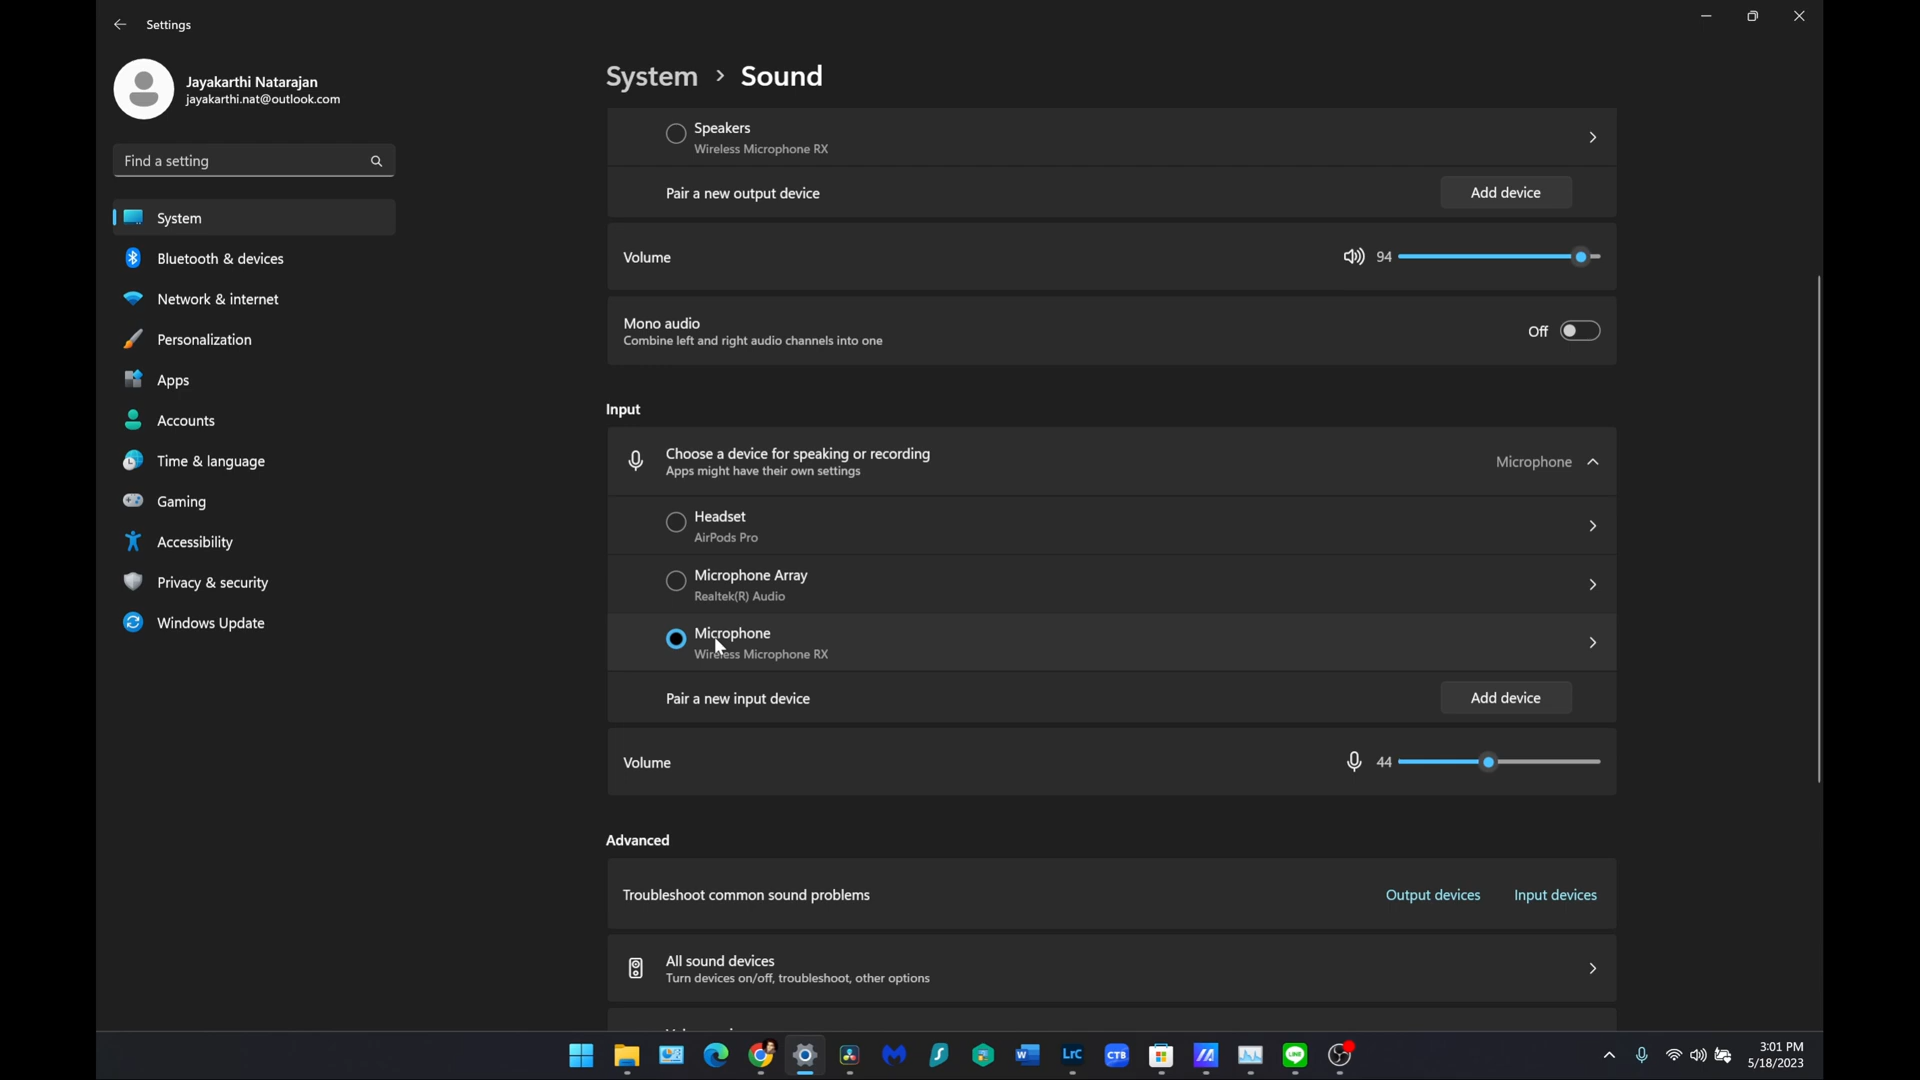 Settings
Jayakarthi Natarajan
jayakarthi.nat@outlook.com
Find a setting
System
Bluetooth & devices
Network & internet
Personalization
Apps
Accounts
Time & language
Gaming
Accessibility
Privacy & security
Windows Update
System > Sound
Speakers
Wireless Microphone RX
Pair a new output device
Add device
Volume
94
Mono audio
Combine left and right audio channels into one
Off
Input
Choose a device for speaking or recording
Apps might have their own settings
Microphone
Headset
AirPods Pro
Microphone Array
Realtek(R) Audio
Microphone
Wireless Microphone RX
Pair a new input device
Add device
Volume
44
Advanced
Troubleshoot common sound problems
Output devices
Input devices
All sound devices
Turn devices on/off, troubleshoot, other options
W
LrC
CTB
LINE
3:01 PM
5/18/2023